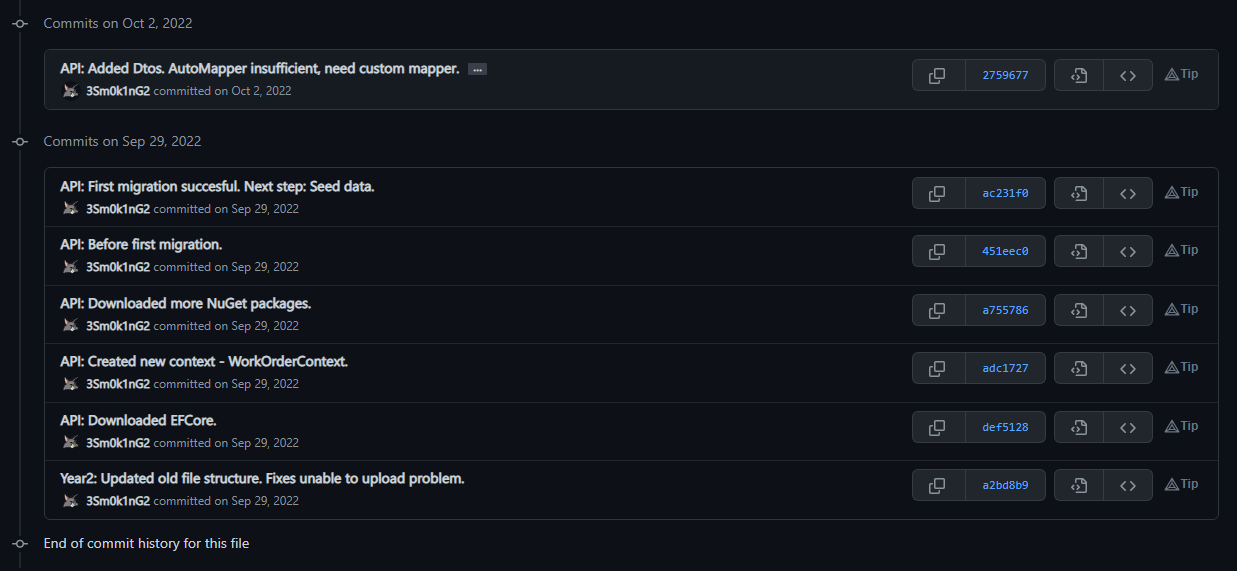 Commits on Oct 2, 2022
API: Added Dtos. AutoMapper insufficient, need custom mapper. ...
2759677
Tip
3Sm0k1nG2 committed on Oct 2, 2022
Commits on Sep 29, 2022
API: First migration succesful. Next step: Seed data.
ac231f0
Tip
3Sm0k1nG2 committed on Sep 29, 2022
API: Before first migration.
451eec0
Tip
3Sm0k1nG2 committed on Sep 29, 2022
API: Downloaded more NuGet packages.
a755786
Tip
3Sm0k1nG2 committed on Sep 29, 2022
API: Created new context - WorkOrderContext.
adc1727
Tip
3Sm0k1nG2 committed on Sep 29, 2022
API: Downloaded EFCore.
def5128
Tip
3Sm0k1nG2 committed on Sep 29, 2022
Year2: Updated old file structure. Fixes unable to upload problem.
a2bd8b9
Tip
3Sm0k1nG2 committed on Sep 29, 2022
End of commit history for this file